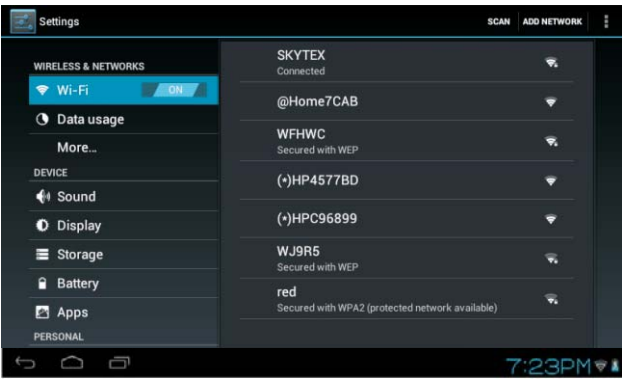 Settings
SCAN ADD NETWORK
WIRELESS & NETWORKS
Wi-Fi ON
Data usage
More...
DEVICE
Sound
Display
Storage
Battery
Apps
PERSONAL
SKYTEX
Connected
@Home7CAB
WFHWC
Secured with WEP
(*)HP4577BD
(*)HPC96899
WJ9R5
Secured with WEP
red
Secured with WPA2 (protected network available)
7:23PM